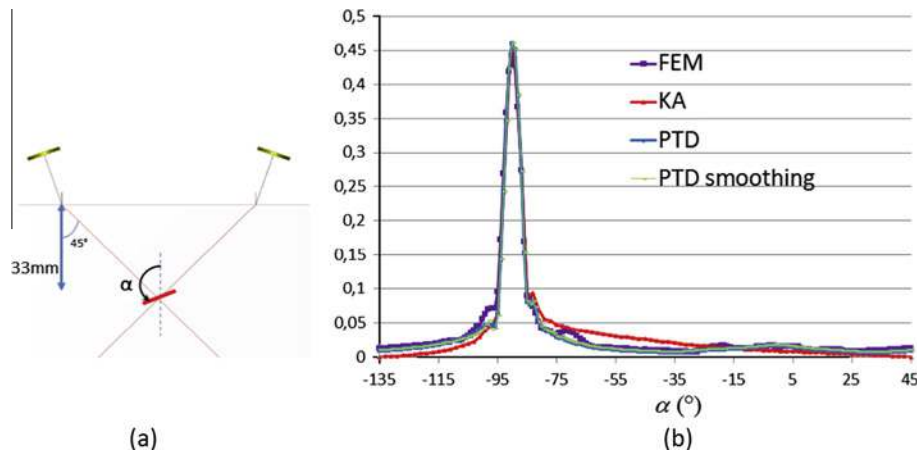 45°
33mm
α
(a)
0,5
0,45
0,4
0,35
0,3
0,25
0,2
0,15
0,1
0,05
0
FEM
KA
PTD
PTD smoothing
-135 -115 -95 -75 -55 -35 -15 5 25 45
α (°)
(b)